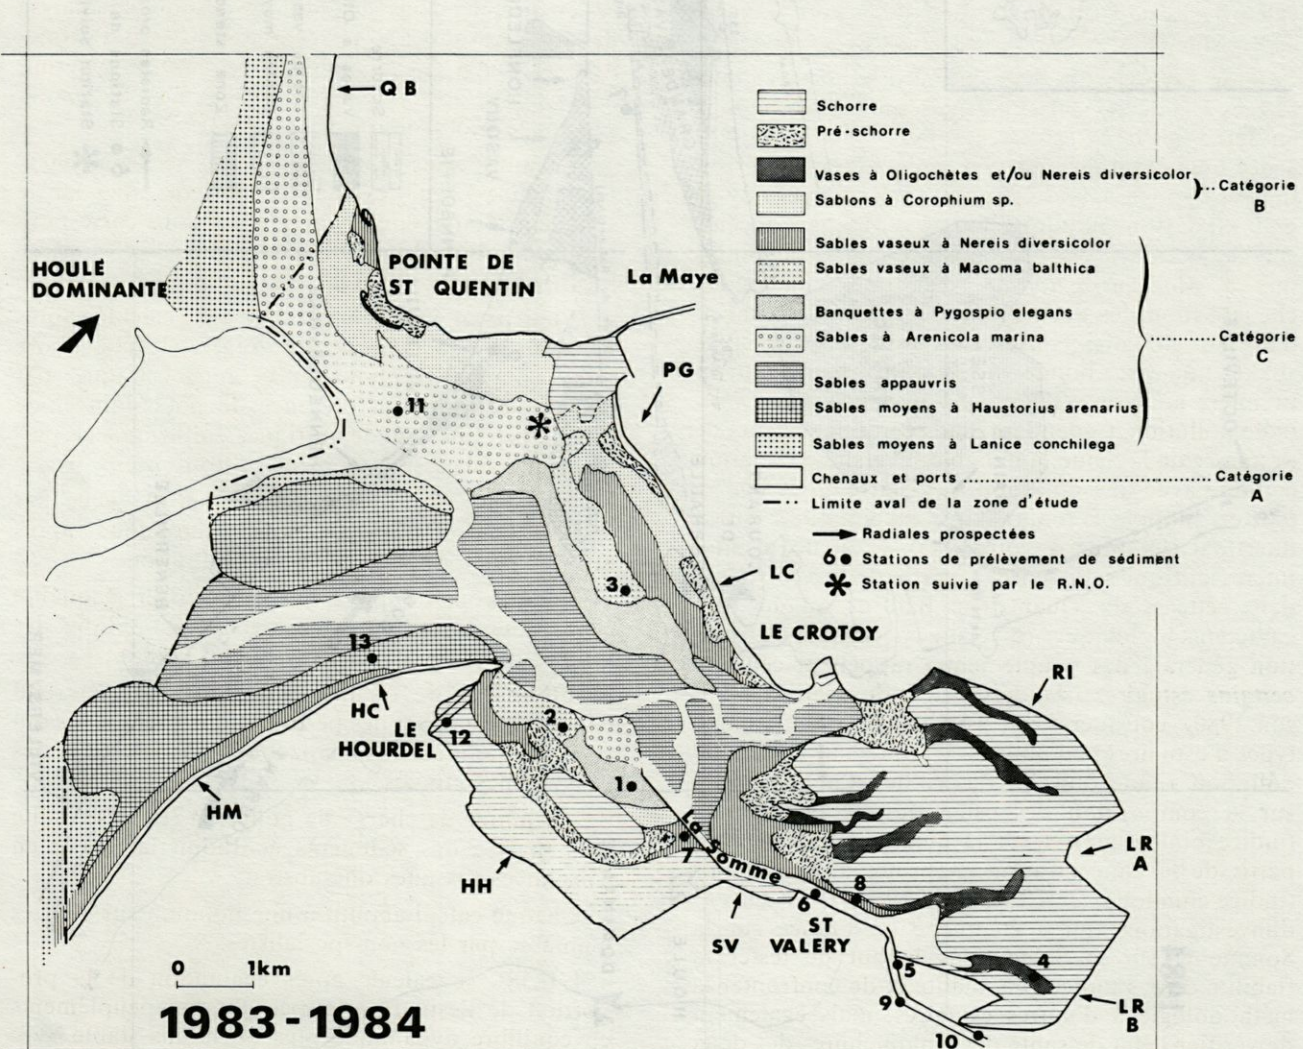 Q B
Schorre
Pré-schorre
Vases à Oligochètes et/ou Nereis diversicolor
Sablons à Corophium sp.
}... Catégorie
B
Sables vaseux à Nereis diversicolor
Sables vaseux à Macoma balthica
Banquettes à Pygospio elegans
Sables à Arenicola marina
Sables appauvris
Sables moyens à Haustorius arenarius
Sables moyens à Lanice conchilega
Catégorie
C
Chenaux et ports
Catégorie
A
Limite aval de la zone d'étude
Radiales prospectées
6 Stations de prélèvement de sédiment
Station suivie par le R.N.O.
HOULE
DOMINANTE
POINTE DE
ST QUENTIN
La Maye
PG
11
3
LC
LE CROTOY
13
HC
LE
HOURDEL
12
2
1
RI
HM
La Somme
7
HH
LR
A
6
8
SV
ST
VALERY
5
4
9
10
LR
B
0 1km
1983-1984